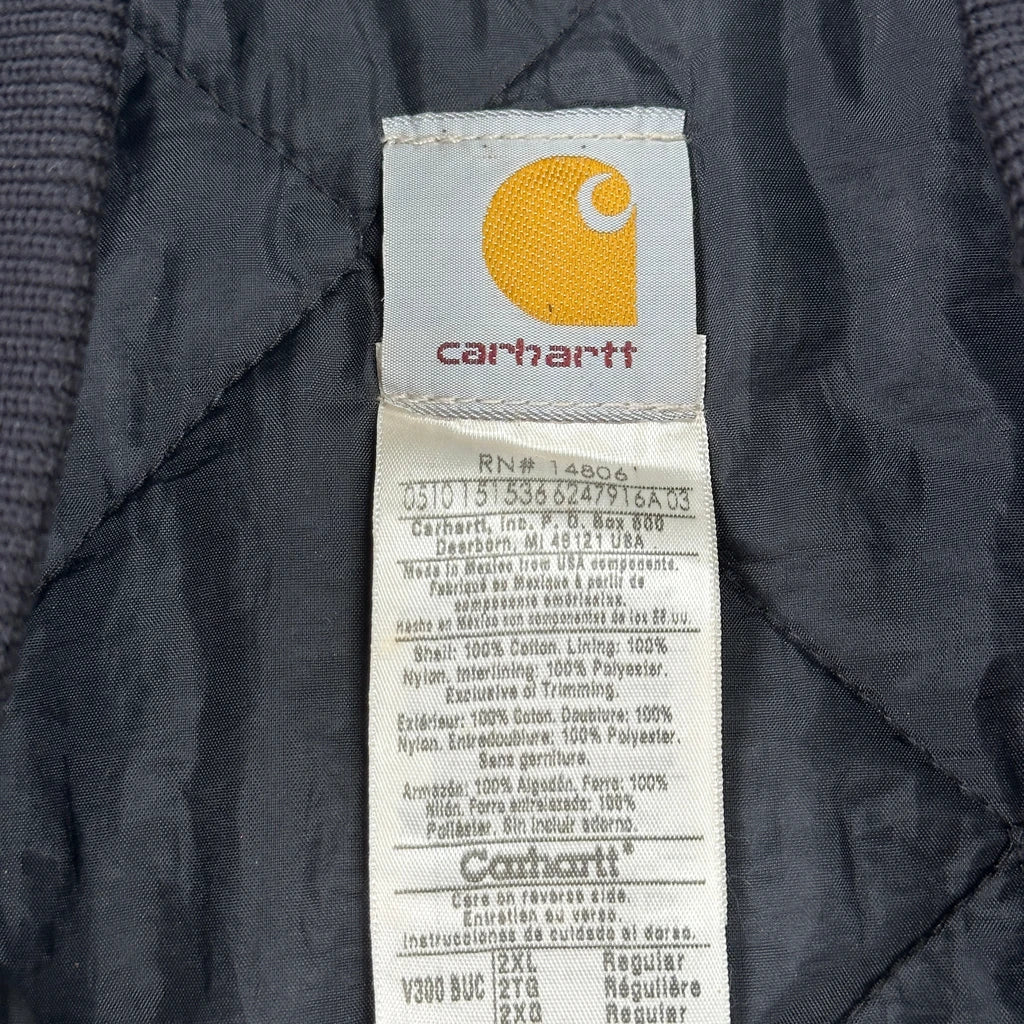 carhartt
RN# 14806
0510 151536 6247916A 03
Carhartt, Inc. P. O. Box 600
Dearborn, MI 48121 USA
Made in Mexico from USA components.
Fabriqué au Mexique à partir de
composants américains.
Hecho en México con componentes de los EE.UU.
Shell: 100% Cotton. Lining: 100%
Nylon. Interlining: 100% Polyester.
Exclusive of Trimming.
Extérieur: 100% Coton. Doublure: 100%
Nylon. Entredoublure: 100% Polyester.
Sans garniture.
Armazón: 100% Algodón. Forro: 100%
Nilón. Forro entrelazado: 100%
Poliéster. Sin incluir adorno.
Carhartt®
Care on reverse side.
Entretien au verso.
Instrucciones de cuidado al dorso.
2XL Regular
V300 BUC 2TG Régulière
2XG Normal